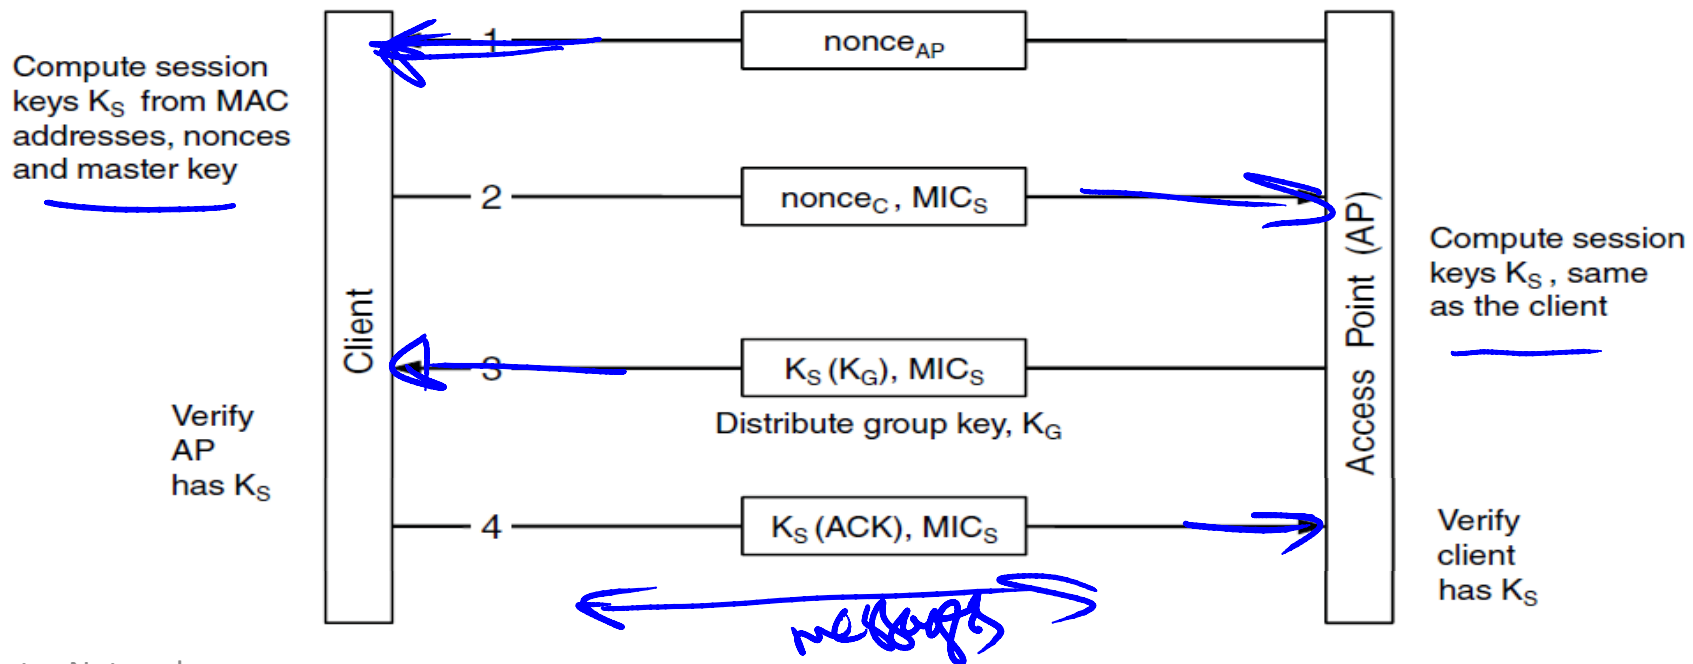 1
nonceAP
Compute session
keys KS from MAC
addresses, nonces
and master key
2
nonceC , MICS
Compute session
keys KS , same
as the client
Client
Access Point (AP)
3
KS (KG), MICS
Distribute group key, KG
Verify
AP
has KS
4
KS (ACK), MICS
Verify
client
has KS
messages